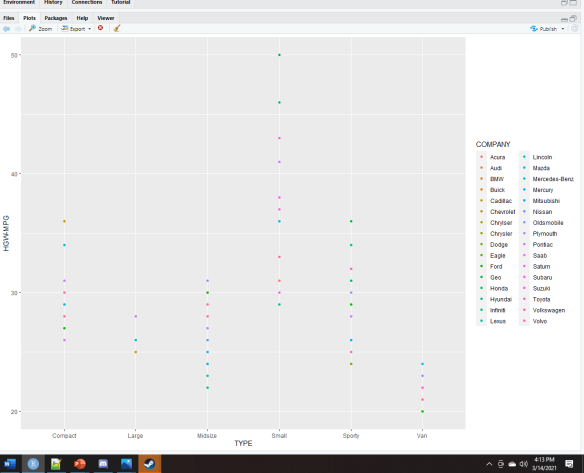 Environment History Connections Tutorial
Files Plots Packages Help Viewer
Zoom Export Publish
50
40
30
20
HGW-MPG
Compact Large Midsize Small Sporty Van
TYPE
COMPANY
Acura Lincoln
Audi Mazda
BMW Mercedes-Benz
Buick Mercury
Cadillac Mitsubishi
Chevrolet Nissan
Chrylser Oldsmobile
Chrysler Plymouth
Dodge Pontiac
Eagle Saab
Ford Saturn
Geo Subaru
Honda Suzuki
Hyundai Toyota
Infiniti Volkswagen
Lexus Volvo
4:13 PM
3/14/2021